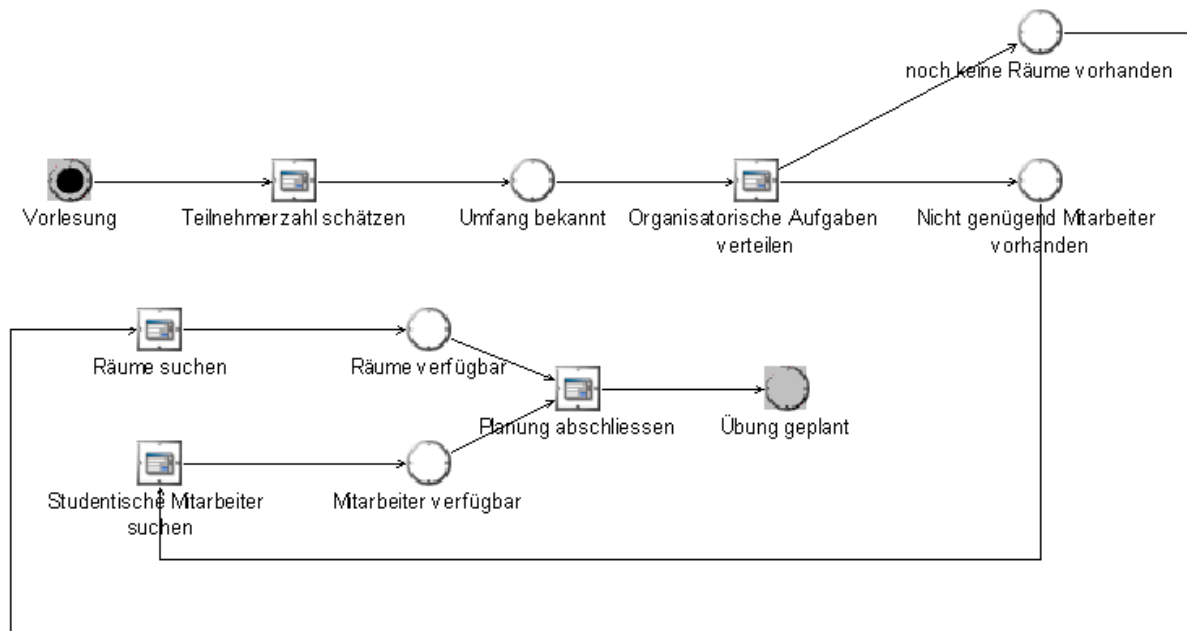 noch keine Räume vorhanden
Vorlesung
Teilnehmerzahl schätzen
Umfang bekannt
Organisatorische Aufgaben
verteilen
Nicht genügend Mitarbeiter
vorhanden
Räume suchen
Räume verfügbar
Planung abschliessen
Übung geplant
Studentische Mitarbeiter
suchen
Mitarbeiter verfügbar